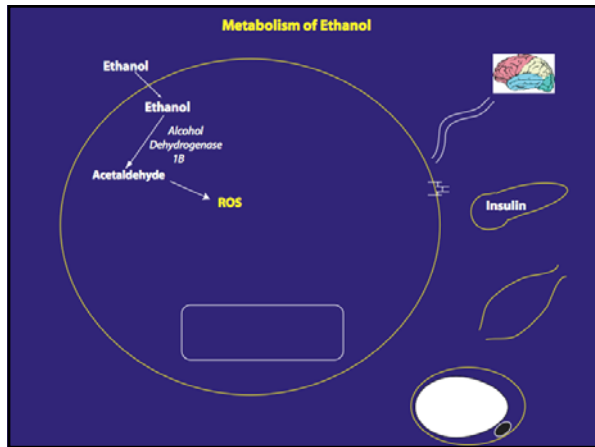 Metabolism of Ethanol
Ethanol
Ethanol
Alcohol
Dehydrogenase
1B
Acetaldehyde
ROS
Insulin